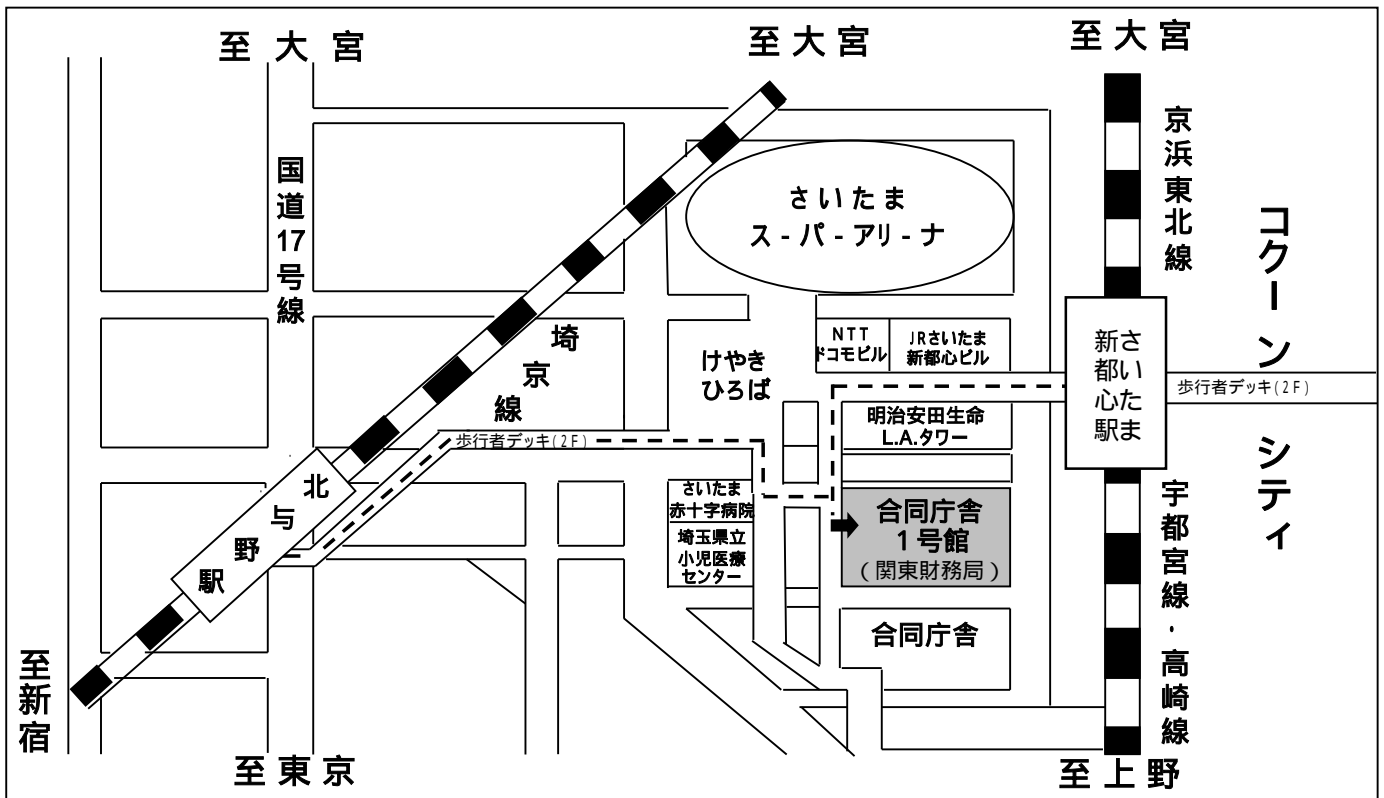 至大宮
至大宮
至大宮
国道17号線
京浜東北線
コクーンシティ
さいたま
ス-パ-アリ-ナ
埼京線
けやき
ひろば
NTT
ドコモビル
JRさいたま
新都心ビル
さいたま
新都心駅
歩行者デッキ(2F)
明治安田生命
L.A.タワー
歩行者デッキ(2F)
北与野駅
さいたま
赤十字病院
埼玉県立
小児医療
センター
合同庁舎
1号館
(関東財務局)
合同庁舎
宇都宮線・高崎線
至新宿
至東京
至上野